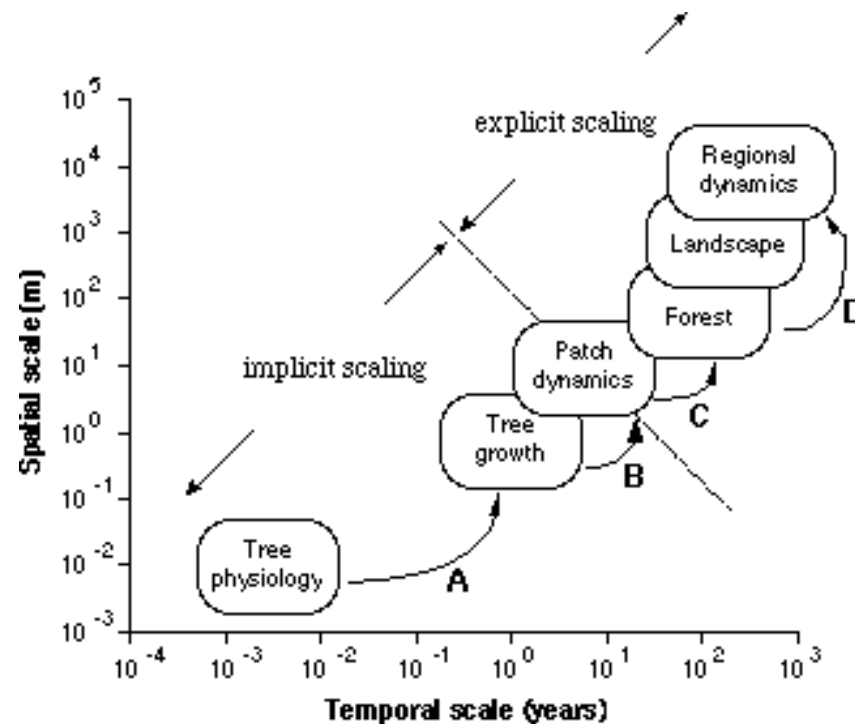 10^5
explicit scaling
Regional
dynamics
10^4
10^3
Landscape
10^2
Forest
D
Patch
dynamics
10^1
implicit scaling
C
Spatial scale (m)
10^0
Tree
growth
B
10^-1
10^-2
Tree
physiology
A
10^-3
10^-4 10^-3 10^-2 10^-1 10^0 10^1 10^2 10^3
Temporal scale (years)